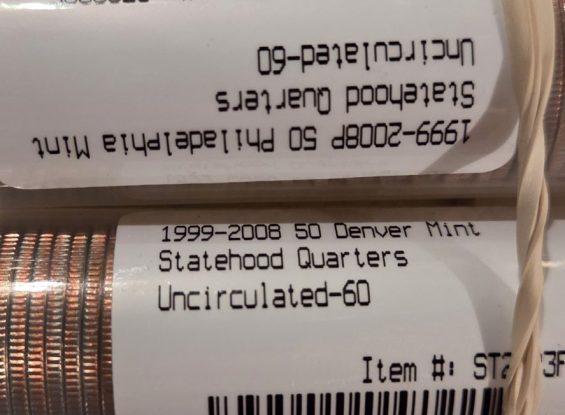 1999-2008P 50 Philadelphia Mint
Statehood Quarters
Uncirculated-60
1999-2008 50 Denver Mint
Statehood Quarters
Uncirculated-60
Item #: